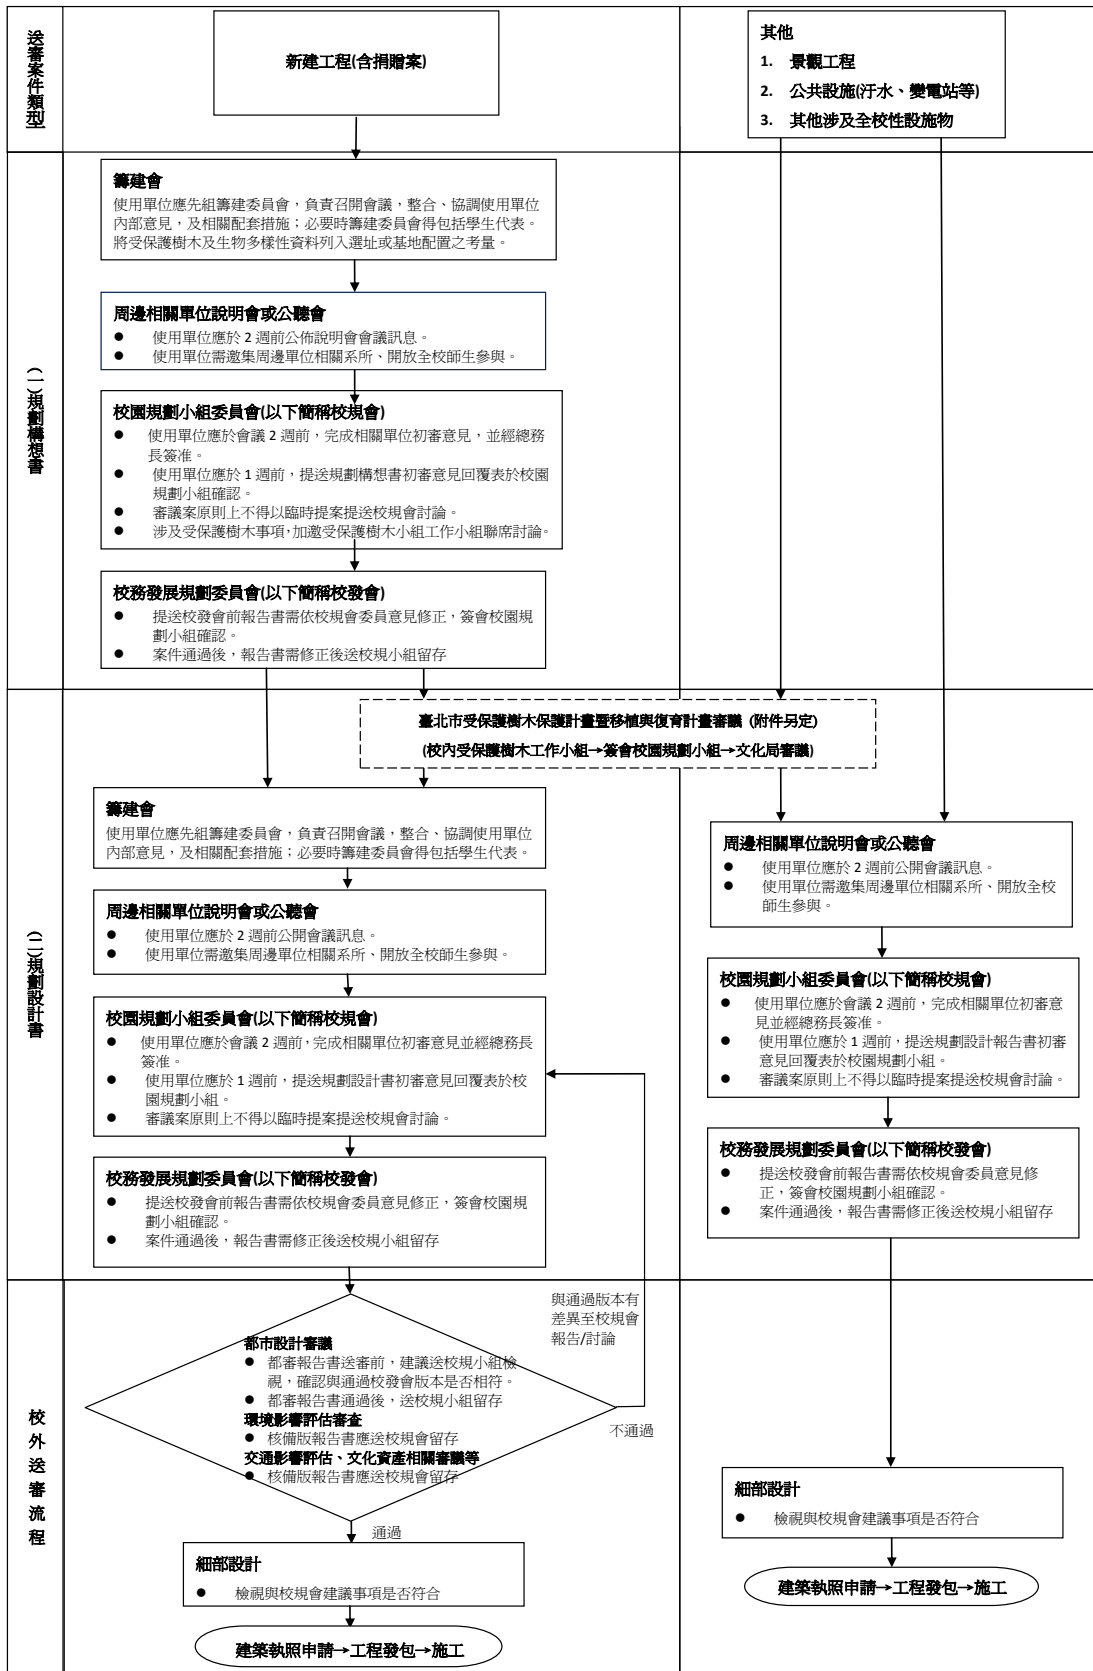 送審案件類型
新建工程(含捐贈案)
其他
1. 景觀工程
2. 公共設施(汙水、變電站等)
3. 其他涉及全校性設施物
(一)規劃構想書
籌建會
使用單位應先組籌建委員會，負責召開會議，整合、協調使用單位
內部意見，及相關配套措施；必要時籌建委員會得包括學生代表。
將受保護樹木及生物多樣性資料列入選址或基地配置之考量。
周邊相關單位說明會或公聽會
● 使用單位應於 2 週前公佈說明會會議訊息。
● 使用單位需邀集周邊單位相關系所、開放全校師生參與。
校園規劃小組委員會(以下簡稱校規會)
● 使用單位應於會議 2 週前，完成相關單位初審意見，並經總務
長簽准。
● 使用單位應於 1 週前，提送規劃構想書初審意見回覆表於校園
規劃小組確認。
● 審議案原則上不得以臨時提案提送校規會討論。
● 涉及受保護樹木事項，加邀受保護樹木小組工作小組聯席討論。
校務發展規劃委員會(以下簡稱校發會)
● 提送校發會前報告書需依校規會委員意見修正，簽會校園規
劃小組確認。
● 案件通過後，報告書需修正後送校規小組留存
(二)規劃設計書
臺北市受保護樹木保護計畫暨移植與復育計畫審議 (附件另定)
(校內受保護樹木工作小組→簽會校園規劃小組→文化局審議)
籌建會
使用單位應先組籌建委員會，負責召開會議，整合、協調使用單位
內部意見，及相關配套措施；必要時籌建委員會得包括學生代表。
周邊相關單位說明會或公聽會
● 使用單位應於 2 週前公開會議訊息。
● 使用單位需邀集周邊單位相關系所、開放全校師生參與。
校園規劃小組委員會(以下簡稱校規會)
● 使用單位應於會議 2 週前，完成相關單位初審意見並經總務長
簽准。
● 使用單位應於 1 週前，提送規劃設計書初審意見回覆表於校
園規劃小組。
● 審議案原則上不得以臨時提案提送校規會討論。
校務發展規劃委員會(以下簡稱校發會)
● 提送校發會前報告書需依校規會委員意見修正，簽會校園規
劃小組確認。
● 案件通過後，報告書需修正後送校規小組留存
周邊相關單位說明會或公聽會
● 使用單位應於 2 週前公開會議訊息。
● 使用單位需邀集周邊單位相關系所、開放全校
師生參與。
校園規劃小組委員會(以下簡稱校規會)
● 使用單位應於會議 2 週前，完成相關單位初審意
見並經總務長簽准。
● 使用單位應於 1 週前，提送規劃設計報告書初審
意見回覆表於校園規劃小組。
● 審議案原則上不得以臨時提案提送校規會討論。
校務發展規劃委員會(以下簡稱校發會)
● 提送校發會前報告書需依校規會委員意見修
正，簽會校園規劃小組確認。
● 案件通過後，報告書需修正後送校規小組留存
校外送審流程
都市設計審議
● 都審報告書送審前，建議送校規小組檢
視，確認與通過校發會版本是否相符。
● 都審報告書通過後，送校規小組留存
環境影響評估審查
● 核備版報告書應送校規會留存
交通影響評估、文化資產相關審議等
● 核備版報告書應送校規會留存
與通過版本有
差異至校規會
報告/討論
不通過
通過
細部設計
● 檢視與校規會建議事項是否符合
建築執照申請→工程發包→施工
細部設計
● 檢視與校規會建議事項是否符合
建築執照申請→工程發包→施工